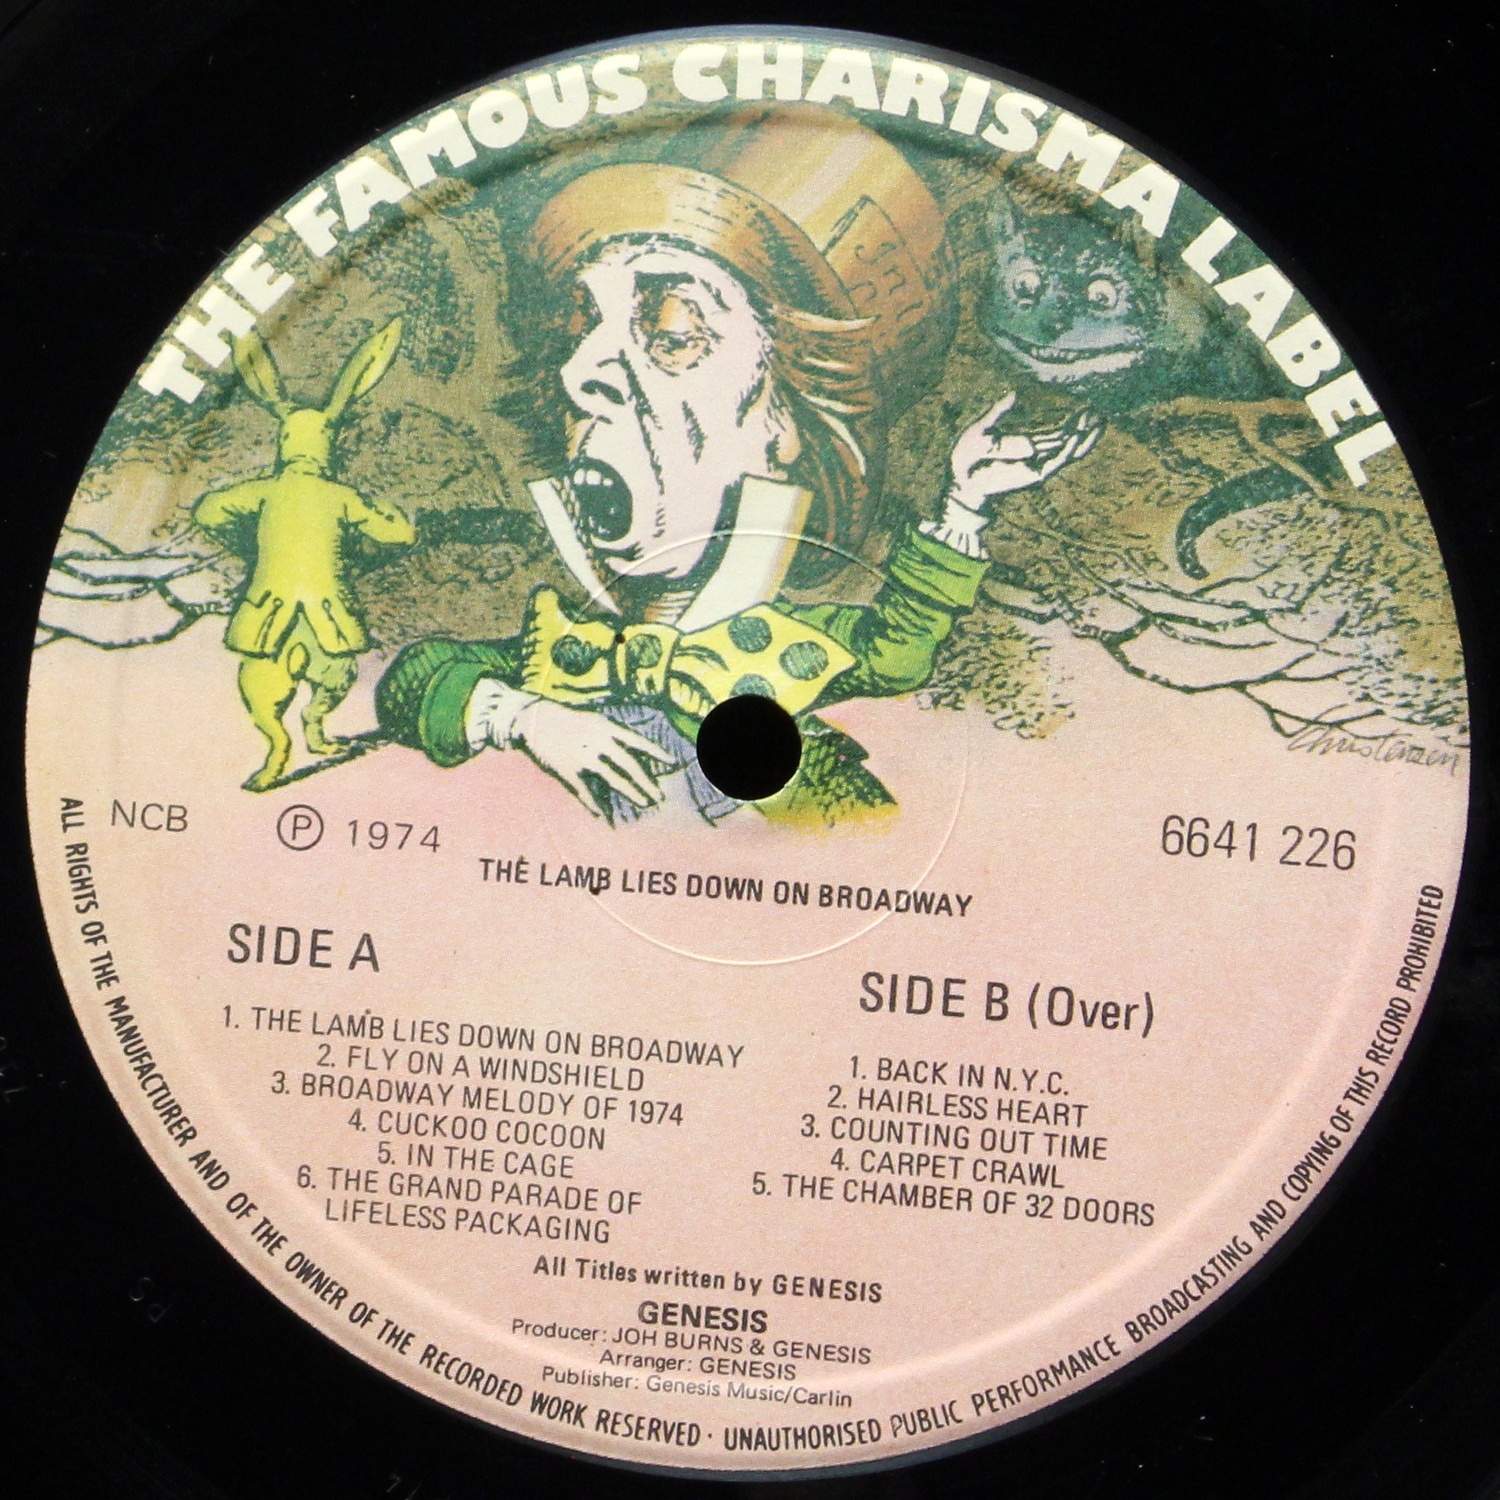 THE FAMOUS CHARISMA LABEL
Christensen
NCB
Ⓟ 1974
6641 226
THE LAMB LIES DOWN ON BROADWAY
SIDE A
1. THE LAMB LIES DOWN ON BROADWAY
2. FLY ON A WINDSHIELD
3. BROADWAY MELODY OF 1974
4. CUCKOO COCOON
5. IN THE CAGE
6. THE GRAND PARADE OF
LIFELESS PACKAGING
SIDE B (Over)
1. BACK IN N.Y.C.
2. HAIRLESS HEART
3. COUNTING OUT TIME
4. CARPET CRAWL
5. THE CHAMBER OF 32 DOORS
All Titles written by GENESIS
GENESIS
Producer: JOH BURNS & GENESIS
Arranger: GENESIS
Publisher: Genesis Music/Carlin
ALL RIGHTS OF THE MANUFACTURER AND OF THE OWNER OF THE RECORDED WORK RESERVED · UNAUTHORISED PUBLIC PERFORMANCE BROADCASTING AND COPYING OF THIS RECORD PROHIBITED